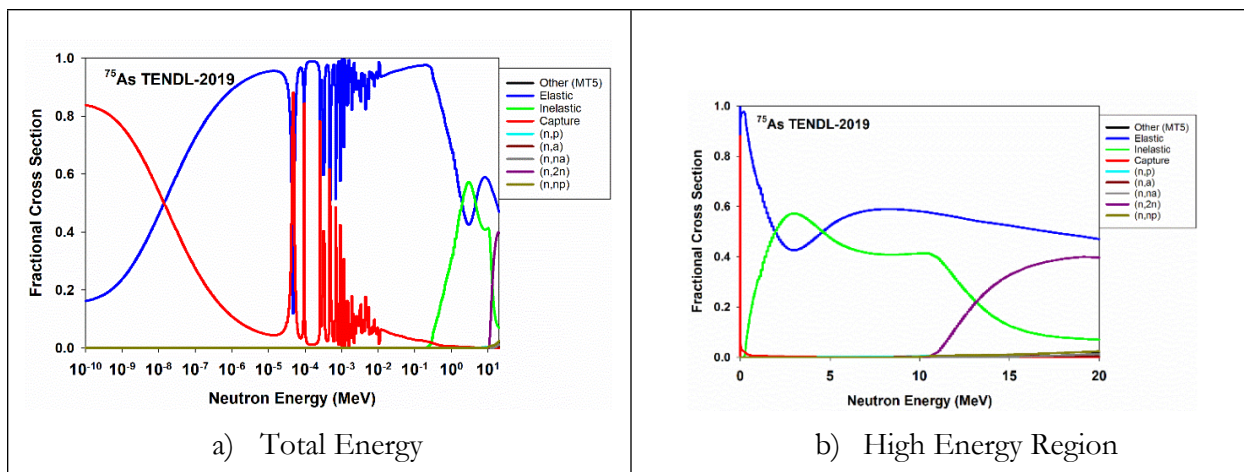 ⁷⁵As TENDL-2019
Fractional Cross Section
1.0
0.8
0.6
0.4
0.2
0.0
10⁻¹⁰ 10⁻⁹ 10⁻⁸ 10⁻⁷ 10⁻⁶ 10⁻⁵ 10⁻⁴ 10⁻³ 10⁻² 10⁻¹ 10⁰ 10¹
Neutron Energy (MeV)
Other (MT5)
Elastic
Inelastic
Capture
(n,p)
(n,a)
(n,na)
(n,2n)
(n,np)
a) Total Energy
⁷⁵As TENDL-2019
Fractional Cross Section
1.0
0.8
0.6
0.4
0.2
0.0
0 5 10 15 20
Neutron Energy (MeV)
Other (MT5)
Elastic
Inelastic
Capture
(n,p)
(n,a)
(n,na)
(n,2n)
(n,np)
b) High Energy Region